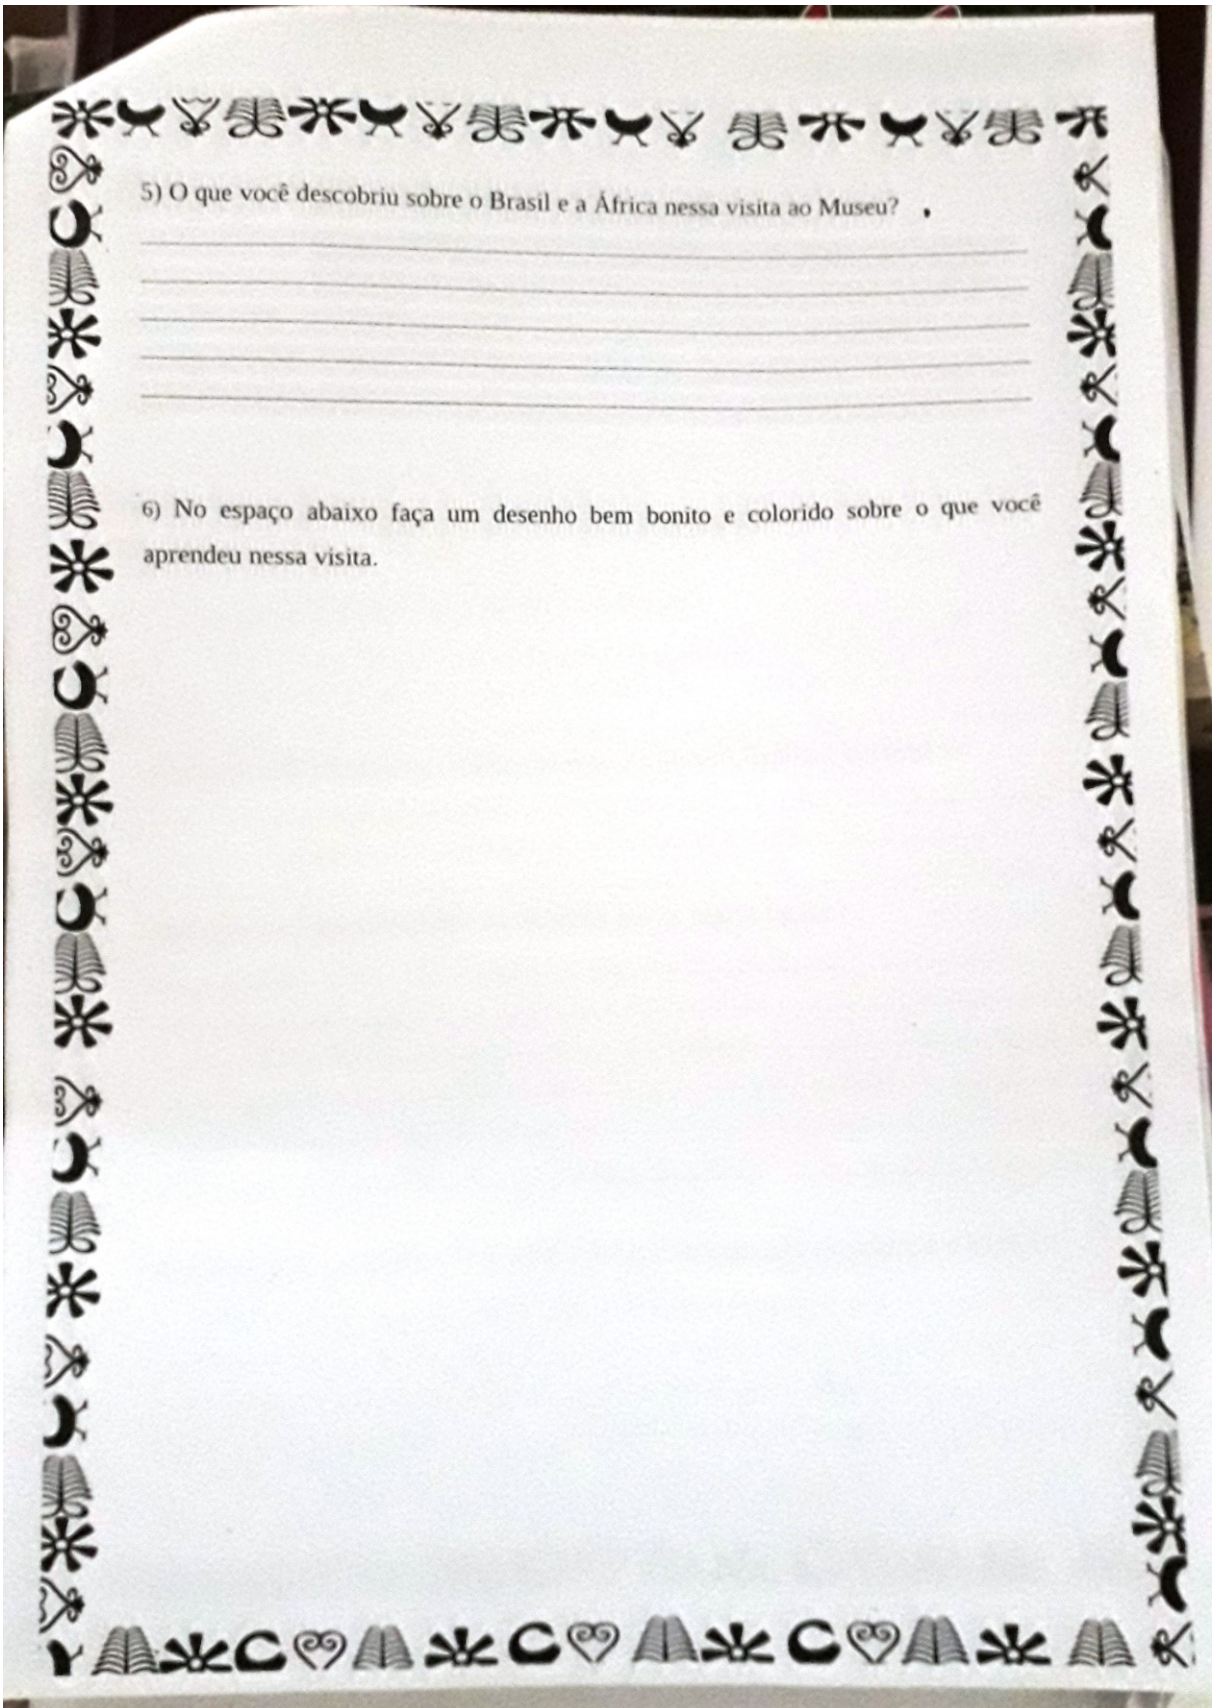 5) O que você descobriu sobre o Brasil e a África nessa visita ao Museu?
6) No espaço abaixo faça um desenho bem bonito e colorido sobre o que você
aprendeu nessa visita.